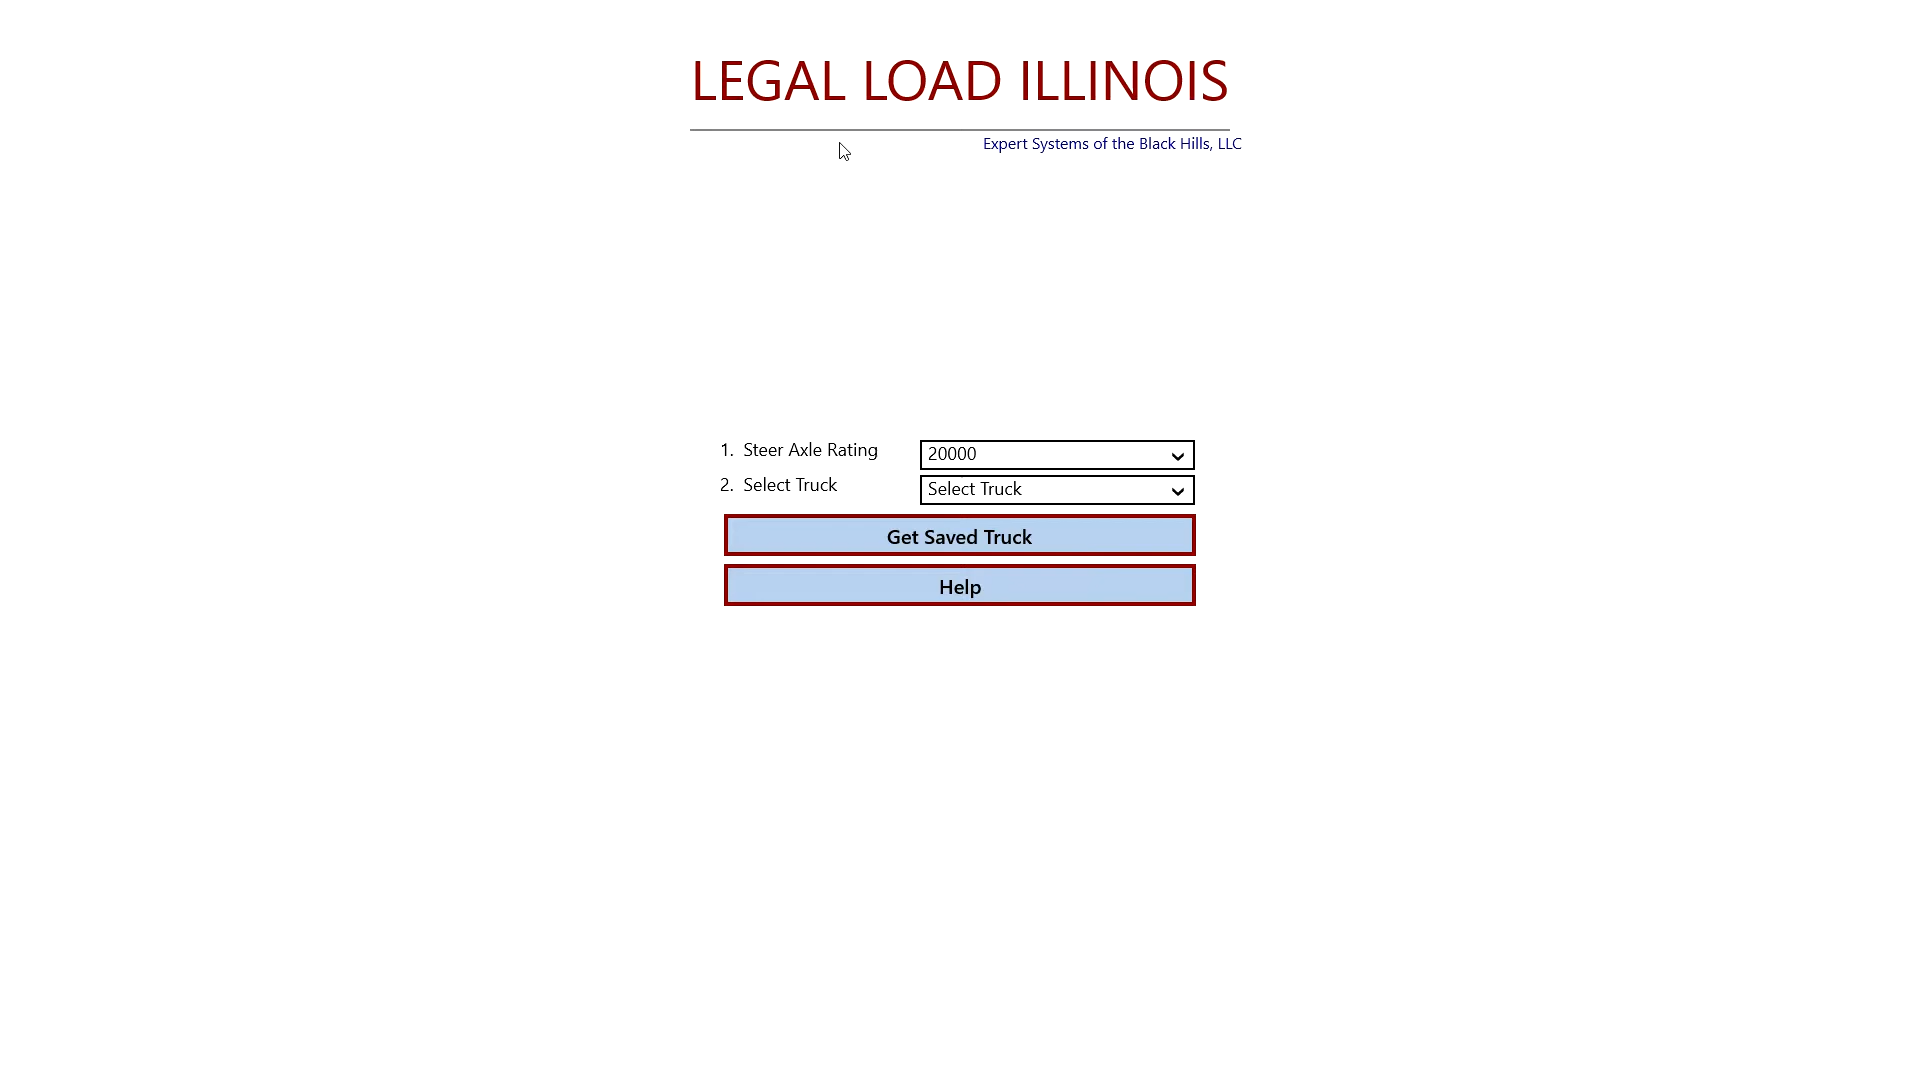 LEGAL LOAD ILLINOIS
Expert Systems of the Black Hills, LLC
1. Steer Axle Rating 20000
2. Select Truck Select Truck
Get Saved Truck
Help